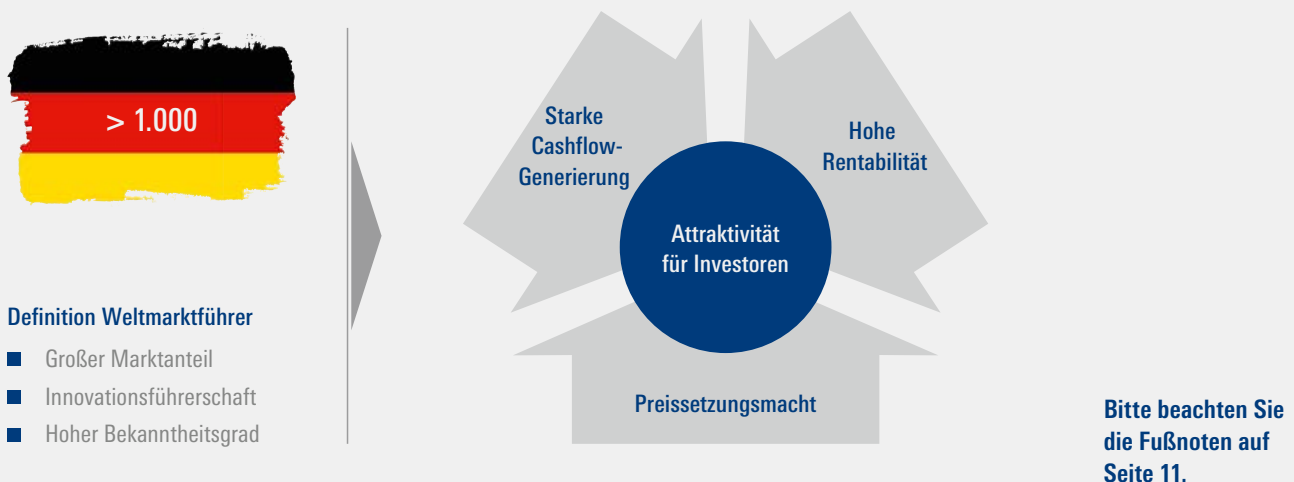 > 1.000
Definition Weltmarktführer
Großer Marktanteil
Innovationsführerschaft
Hoher Bekanntheitsgrad
Starke
Cashflow-
Generierung
Hohe
Rentabilität
Attraktivität
für Investoren
Preissetzungsmacht
Bitte beachten Sie
die Fußnoten auf
Seite 11.